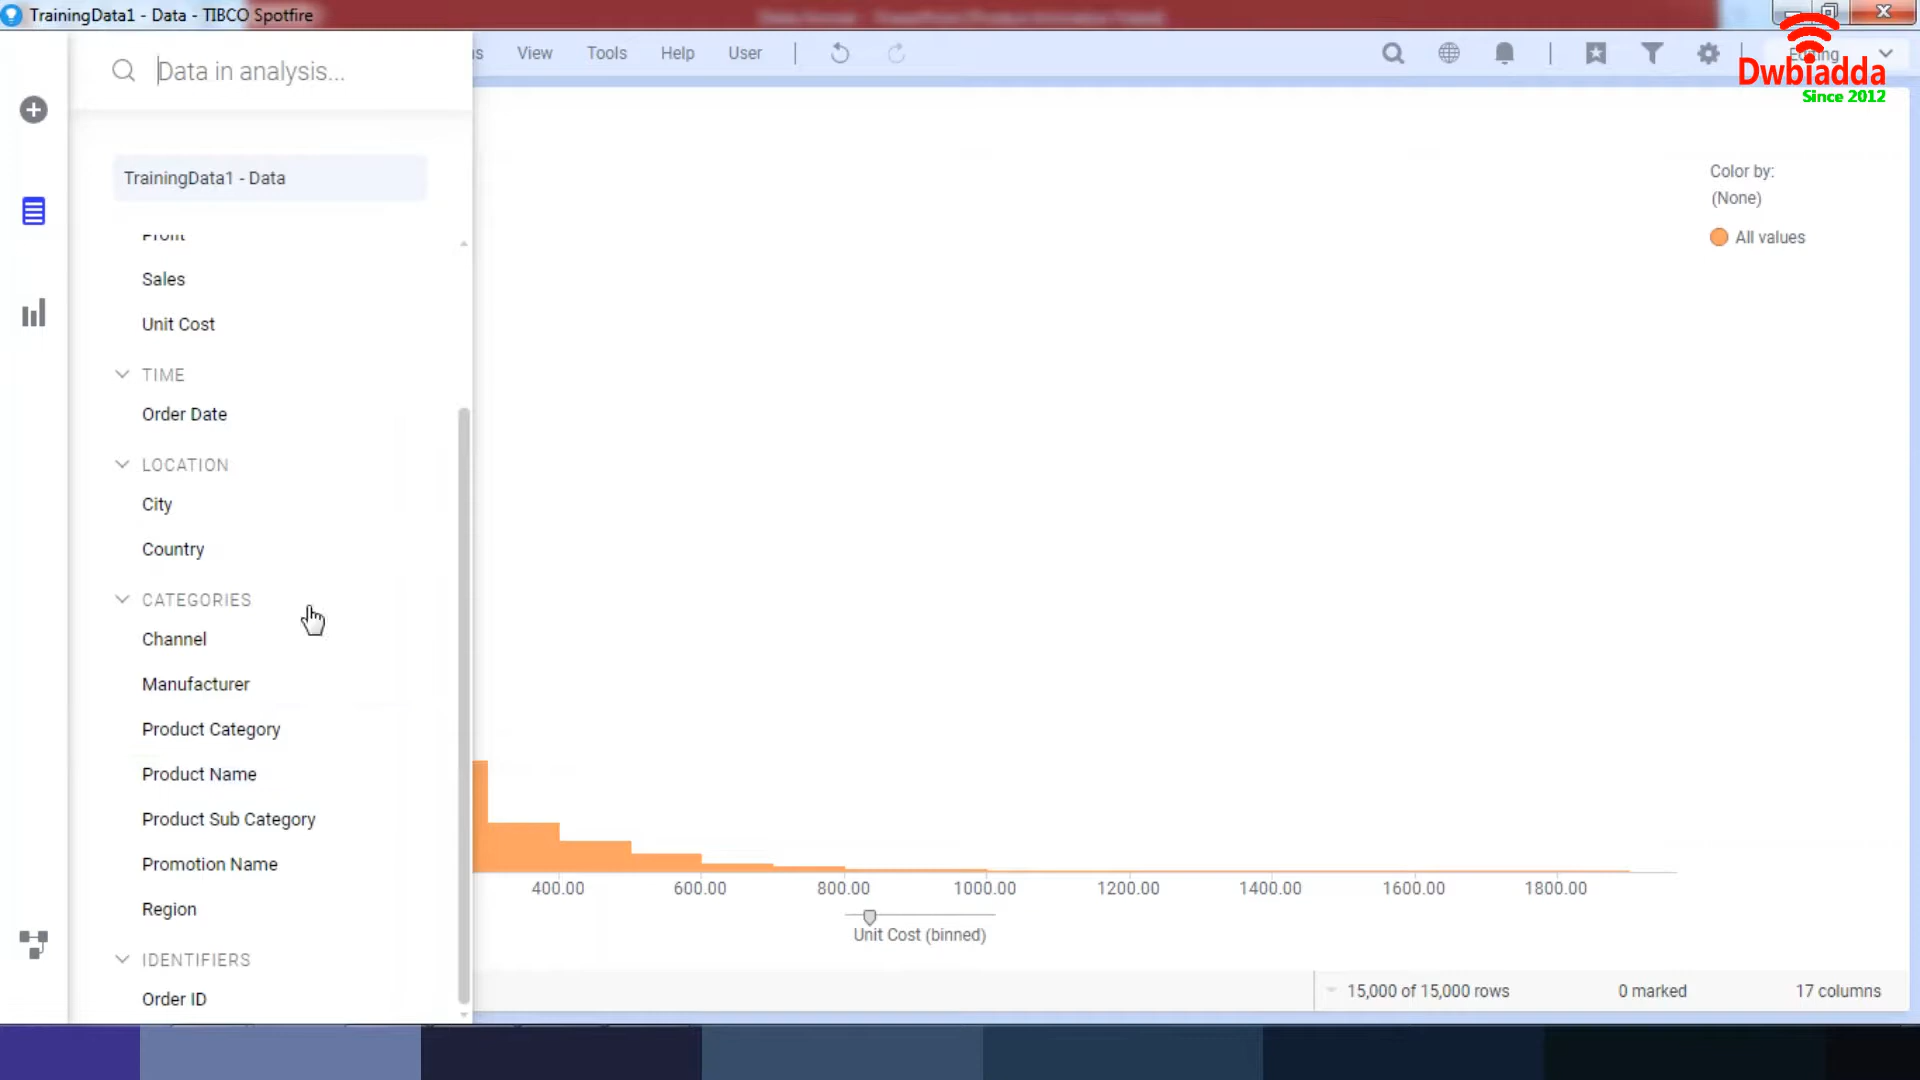 TrainingData1 - Data - TIBCO Spotfire
Data in analysis...
View Tools Help User
Editing
Dwbiadda
Since 2012
TrainingData1 - Data
Profit
Sales
Unit Cost
TIME
Order Date
LOCATION
City
Country
CATEGORIES
Channel
Manufacturer
Product Category
Product Name
Product Sub Category
Promotion Name
Region
IDENTIFIERS
Order ID
Color by:
(None)
All values
400.00 600.00 800.00 1000.00 1200.00 1400.00 1600.00 1800.00
Unit Cost (binned)
15,000 of 15,000 rows 0 marked 17 columns